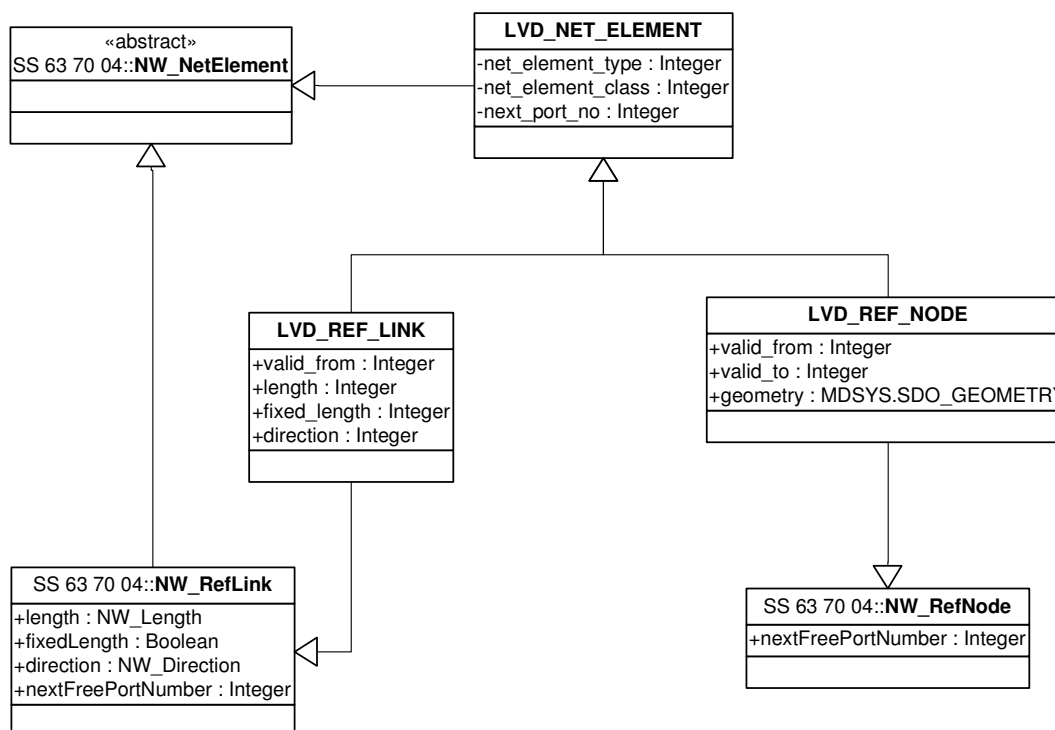 «abstract»
SS 63 70 04::NW_NetElement
LVD_NET_ELEMENT
-net_element_type : Integer
-net_element_class : Integer
-next_port_no : Integer
LVD_REF_LINK
+valid_from : Integer
+length : Integer
+fixed_length : Integer
+direction : Integer
LVD_REF_NODE
+valid_from : Integer
+valid_to : Integer
+geometry : MDSYS.SDO_GEOMETRY
SS 63 70 04::NW_RefLink
+length : NW_Length
+fixedLength : Boolean
+direction : NW_Direction
+nextFreePortNumber : Integer
SS 63 70 04::NW_RefNode
+nextFreePortNumber : Integer